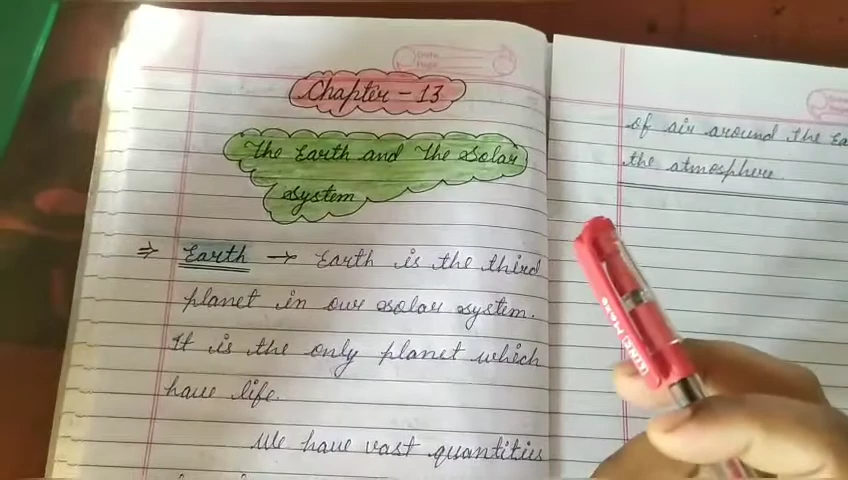 Chapter - 13
The Earth and The Solar
System
⇒ Earth → Earth is the third
planet in our solar system.
It is the only planet which
have life.
We have vast quantities
of air around the Ea
the atmosphere